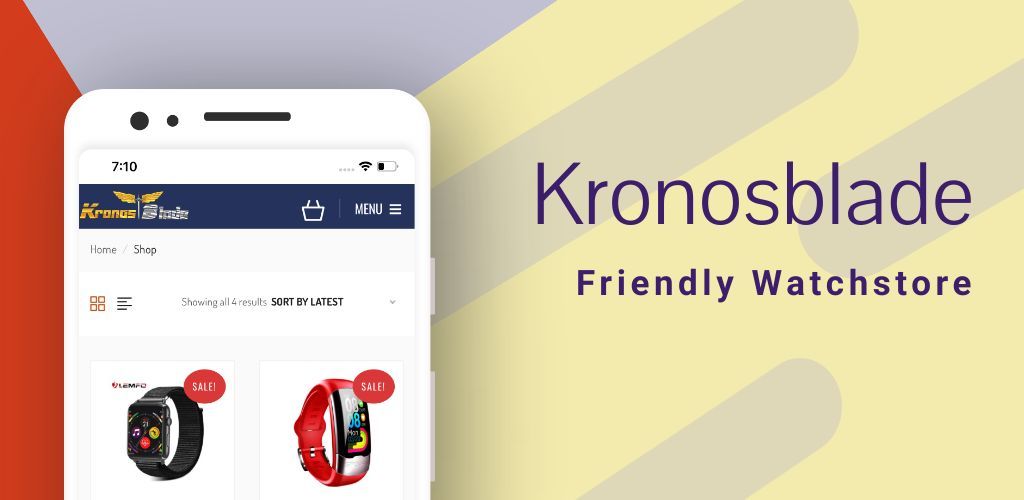 7:10
Kronos Blade
MENU
Home / Shop
Showing all 4 results SORT BY LATEST
LEMFO
SALE!
SALE!
Kronosblade
Friendly Watchstore